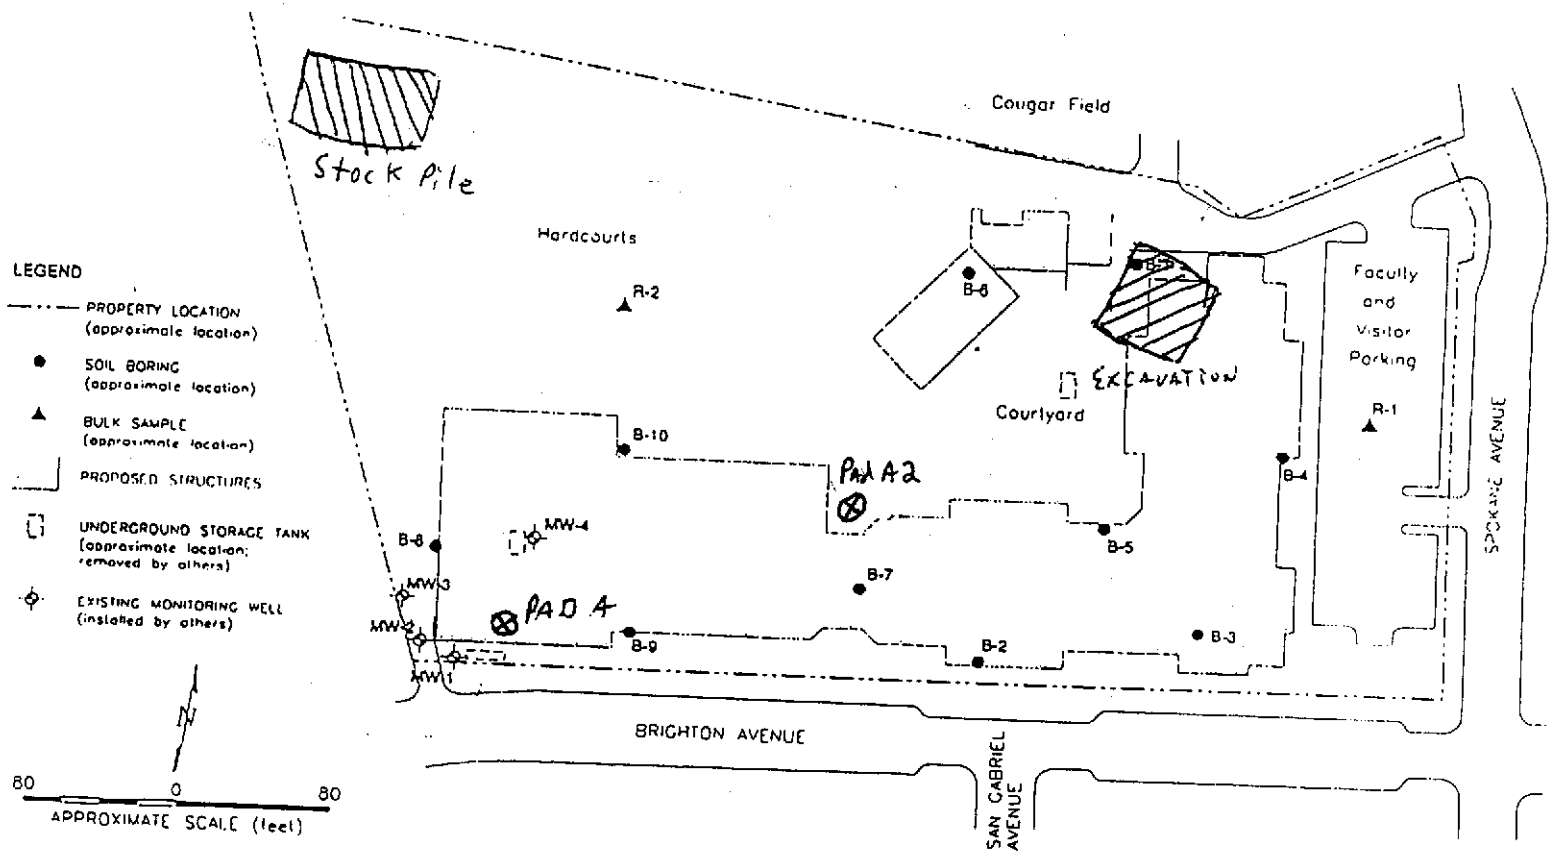 Cougar Field
Stock Pile
Hardcourts
LEGEND
PROPERTY LOCATION
(approximate location)
SOIL BORING
(approximate location)
BULK SAMPLE
(approximate location)
PROPOSED STRUCTURES
UNDERGROUND STORAGE TANK
(approximate location;
removed by others)
EXISTING MONITORING WELL
(installed by others)
R-2
B-6
Faculty
and
Visitor
Parking
EXCAVATION
Courtyard
R-1
B-10
PAD A2
B-4
MW-4
B-8
B-5
MW-3
B-7
PAD A
MW-2
B-9
B-2
B-3
MW-1
SPOKANE AVENUE
BRIGHTON AVENUE
SAN GABRIEL
AVENUE
N
80 0 80
APPROXIMATE SCALE (feet)